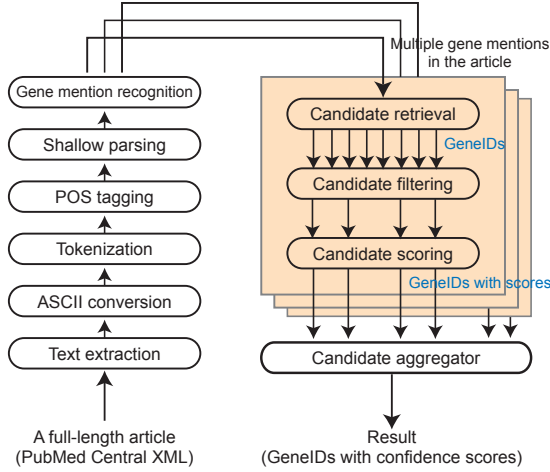 Gene mention recognition
Shallow parsing
POS tagging
Tokenization
ASCII conversion
Text extraction
A full-length article
(PubMed Central XML)
Multiple gene mentions
in the article
Candidate retrieval
GeneIDs
Candidate filtering
Candidate scoring
GeneIDs with scores
Candidate aggregator
Result
(GeneIDs with confidence scores)